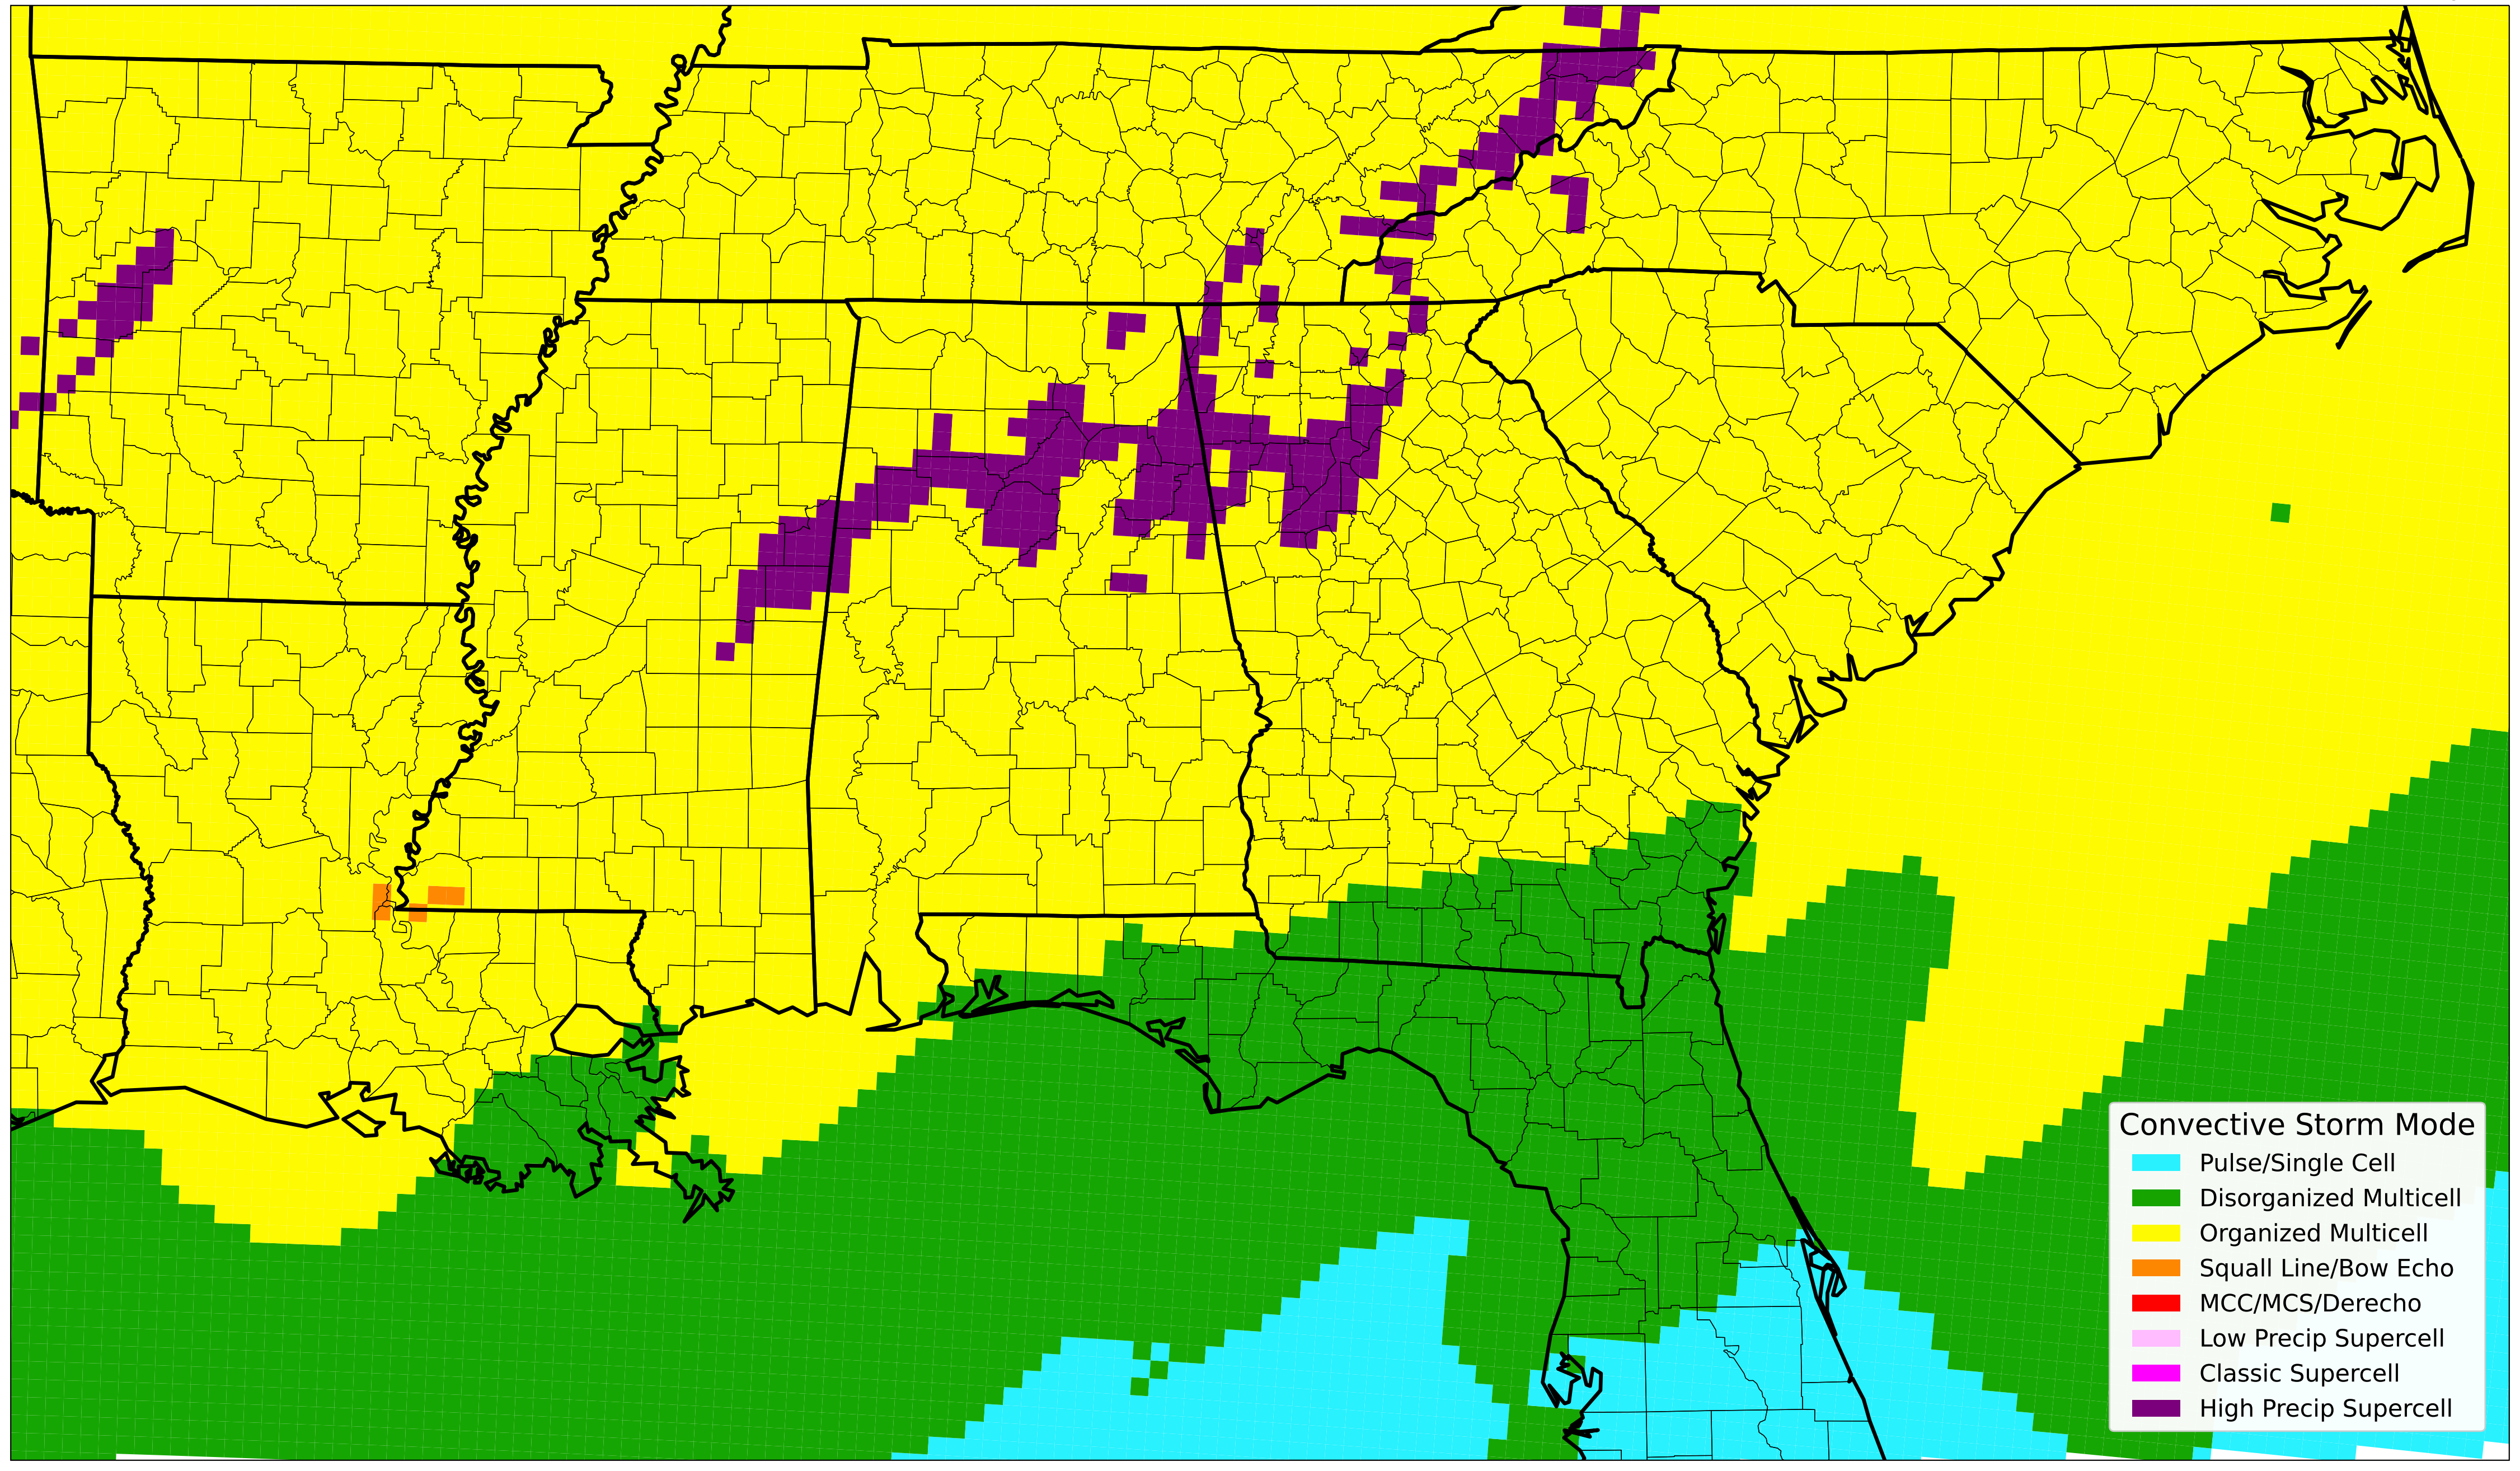 Convective Storm Mode
Pulse/Single Cell
Disorganized Multicell
Organized Multicell
Squall Line/Bow Echo
MCC/MCS/Derecho
Low Precip Supercell
Classic Supercell
High Precip Supercell